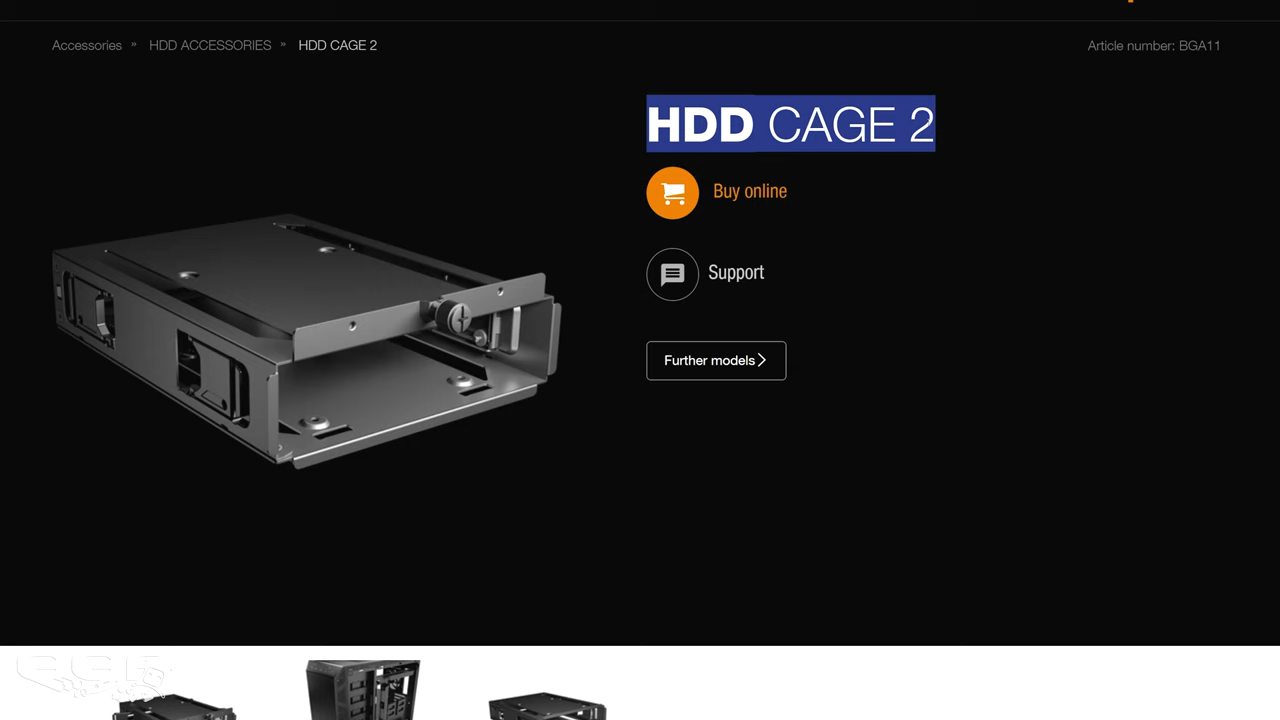 Accessories » HDD ACCESSORIES » HDD CAGE 2
Article number: BGA11
HDD CAGE 2
Buy online
Support
Further models